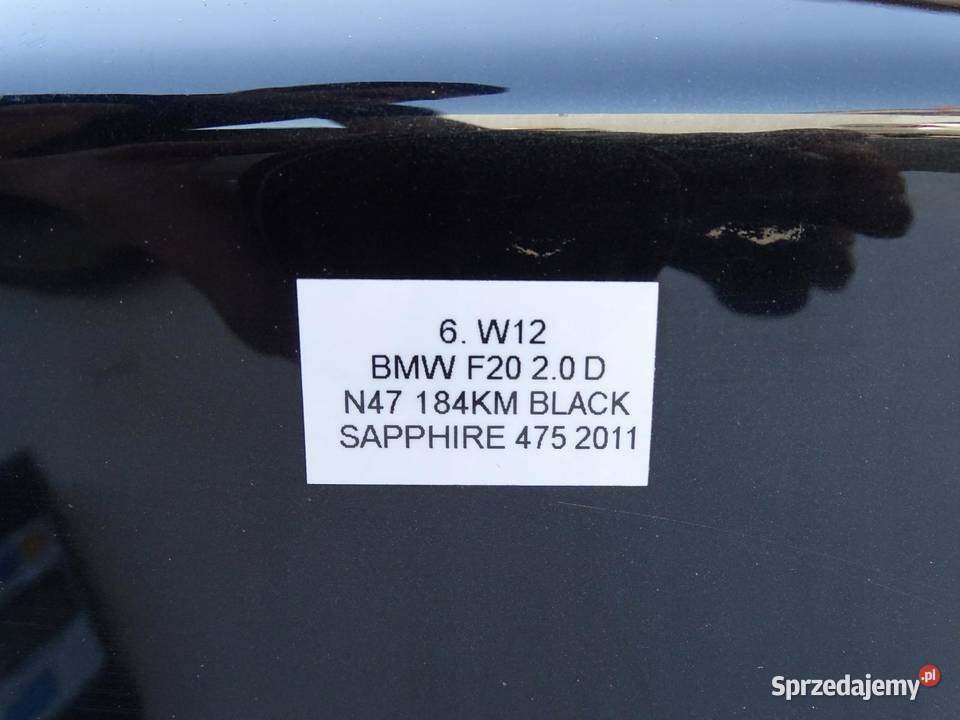 6. W12
BMW F20 2.0 D
N47 184KM BLACK
SAPPHIRE 475 2011
Sprzedajemy.pl